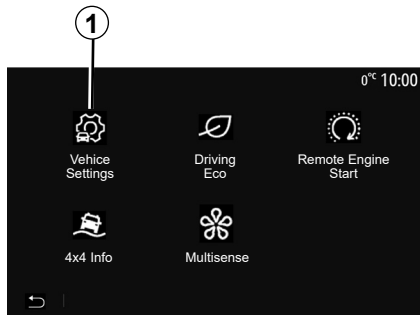 1
0°C 10:00
Vehice
Settings
Driving
Eco
Remote Engine
Start
4x4 Info
Multisense